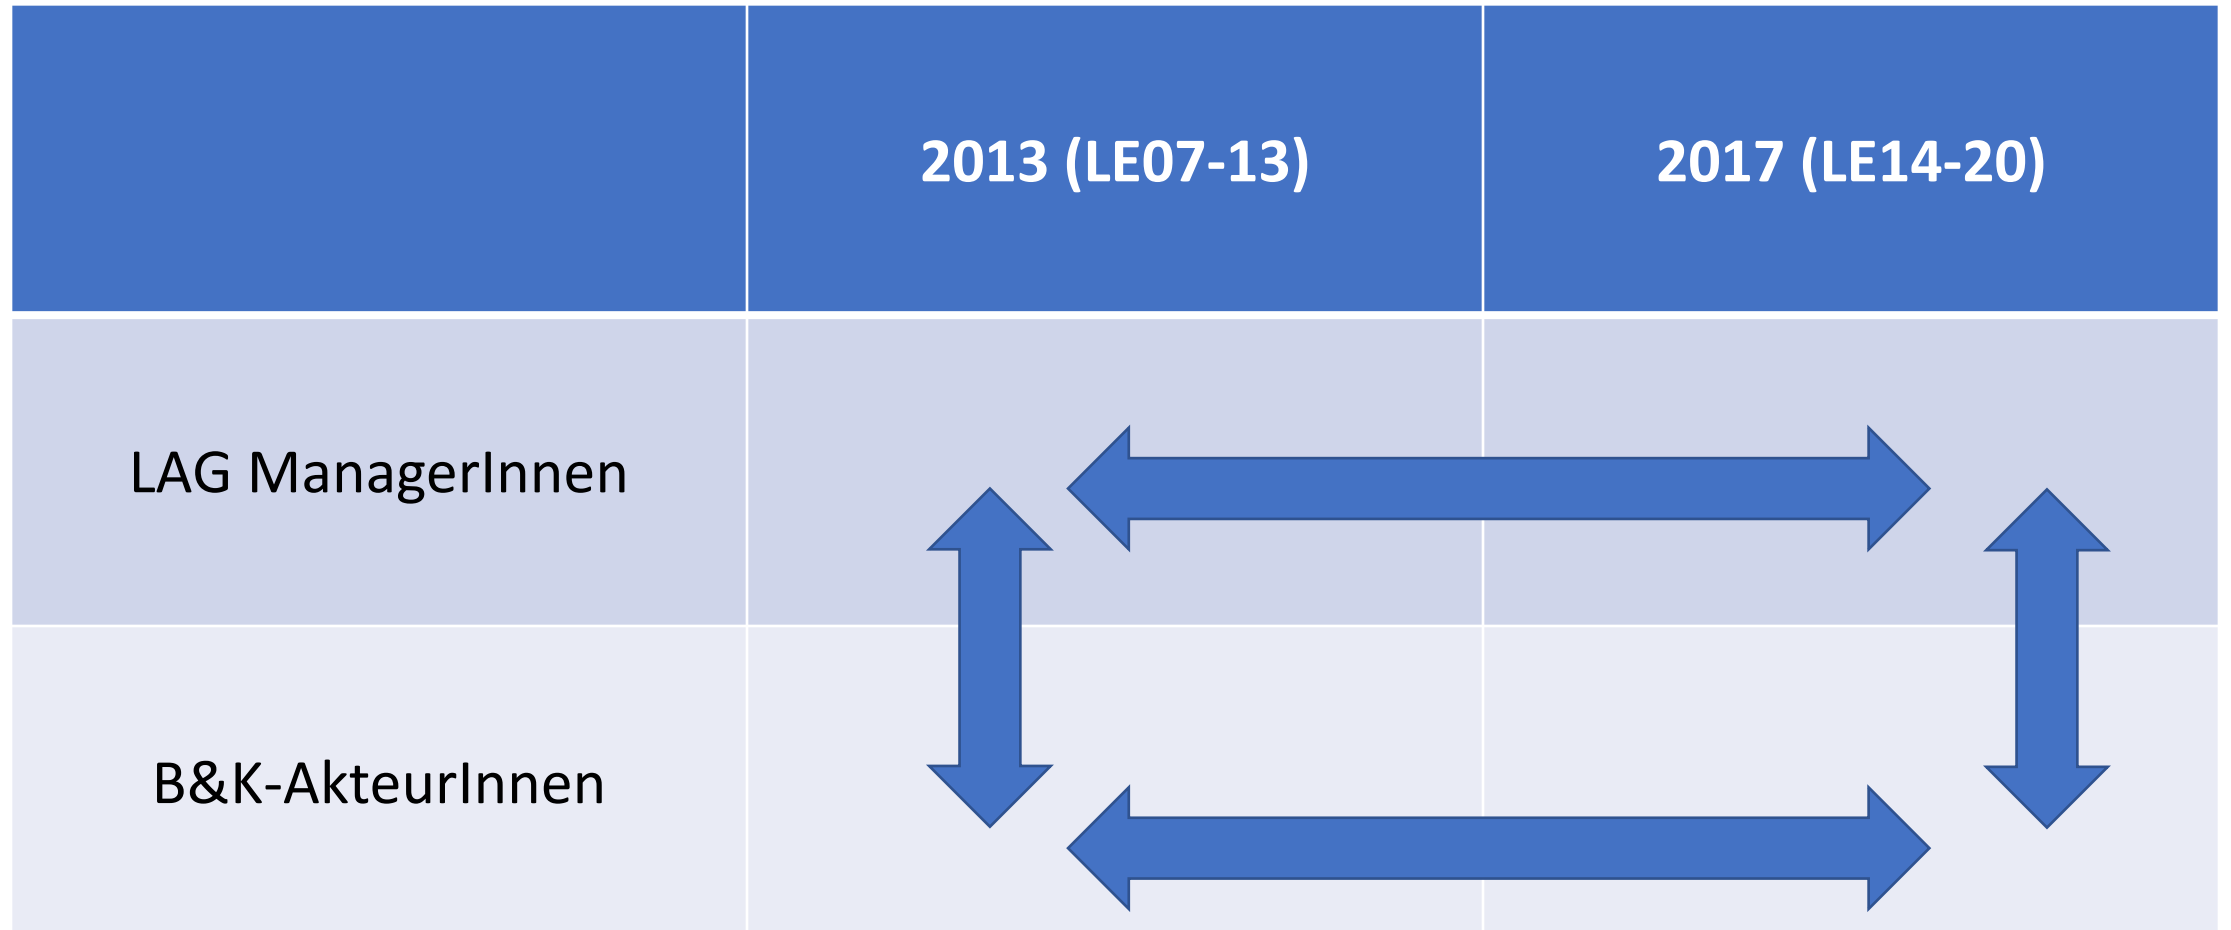 2013 (LE07-13)
2017 (LE14-20)
LAG ManagerInnen
B&K-AkteurInnen